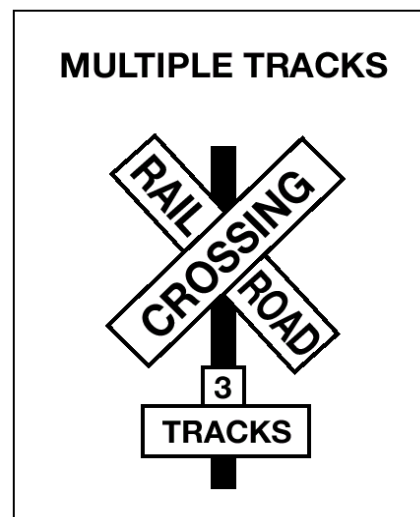 MULTIPLE TRACKS
RAIL
CROSSING
ROAD
3
TRACKS